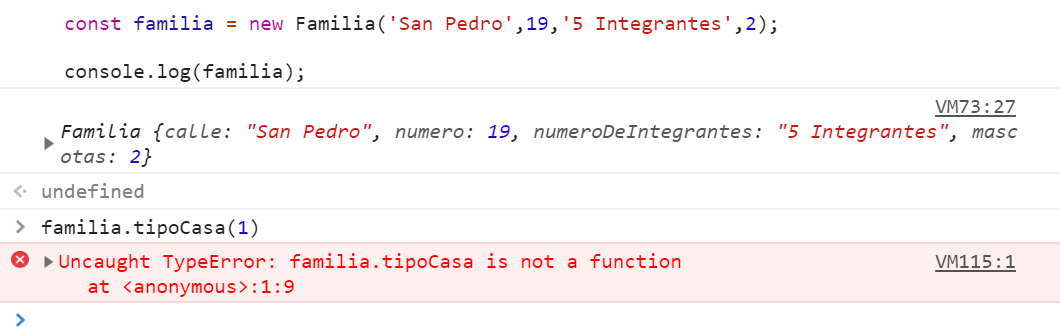 const familia = new Familia('San Pedro',19,'5 Integrantes',2);
console.log(familia);
VM73:27
Familia {calle: "San Pedro", numero: 19, numeroDeIntegrantes: "5 Integrantes", masc
otas: 2}
undefined
familia.tipoCasa(1)
Uncaught TypeError: familia.tipoCasa is not a function VM115:1
at <anonymous>:1:9